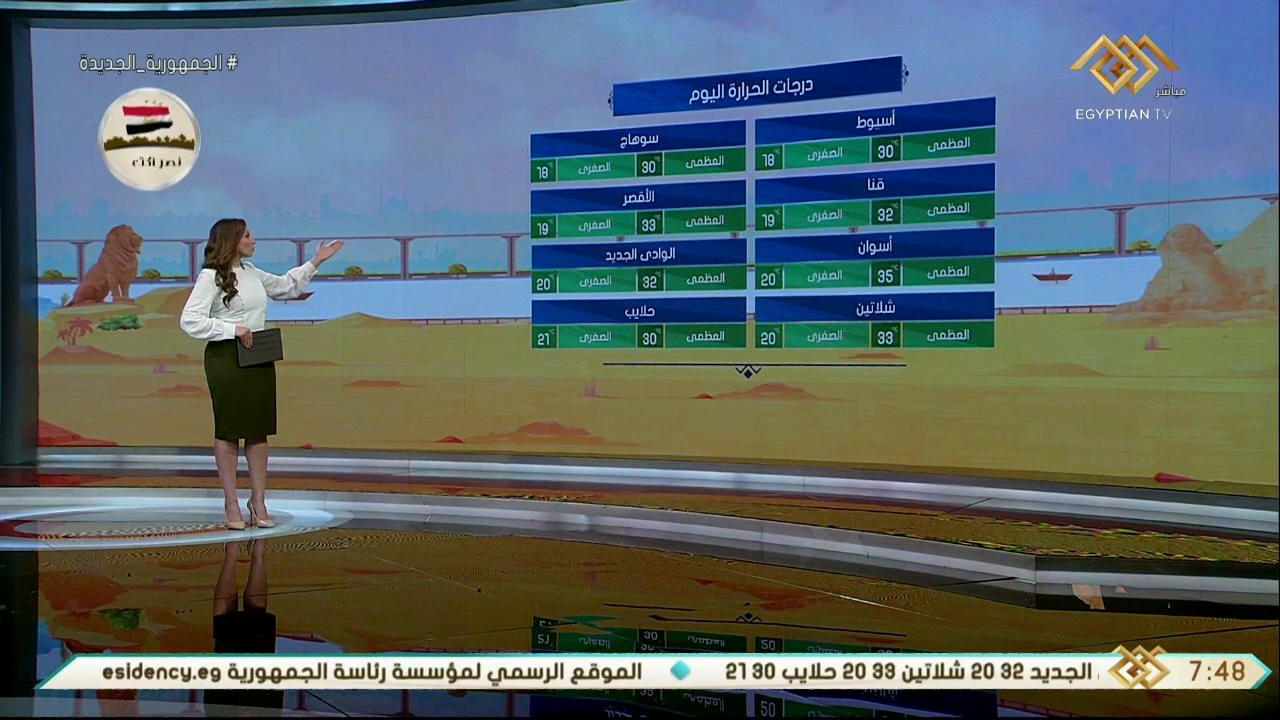 # الجمهورية_الجديدة
مباشر
EGYPTIAN TV
درجات الحرارة اليوم
أسيوط
العظمى 30°C الصغرى 18°C
سوهاج
العظمى 30°C الصغرى 18°C
قنا
العظمى 32°C الصغرى 19°C
الأقصر
العظمى 33°C الصغرى 19°C
أسوان
العظمى 35°C الصغرى 20°C
الوادى الجديد
العظمى 32°C الصغرى 20°C
شلاتين
العظمى 33°C الصغرى 20°C
حلايب
العظمى 30°C الصغرى 21°C
7:48
الجديد 32 20 شلاتين 33 20 حلايب 30 21
الموقع الرسمي لمؤسسة رئاسة الجمهورية esidency.eg